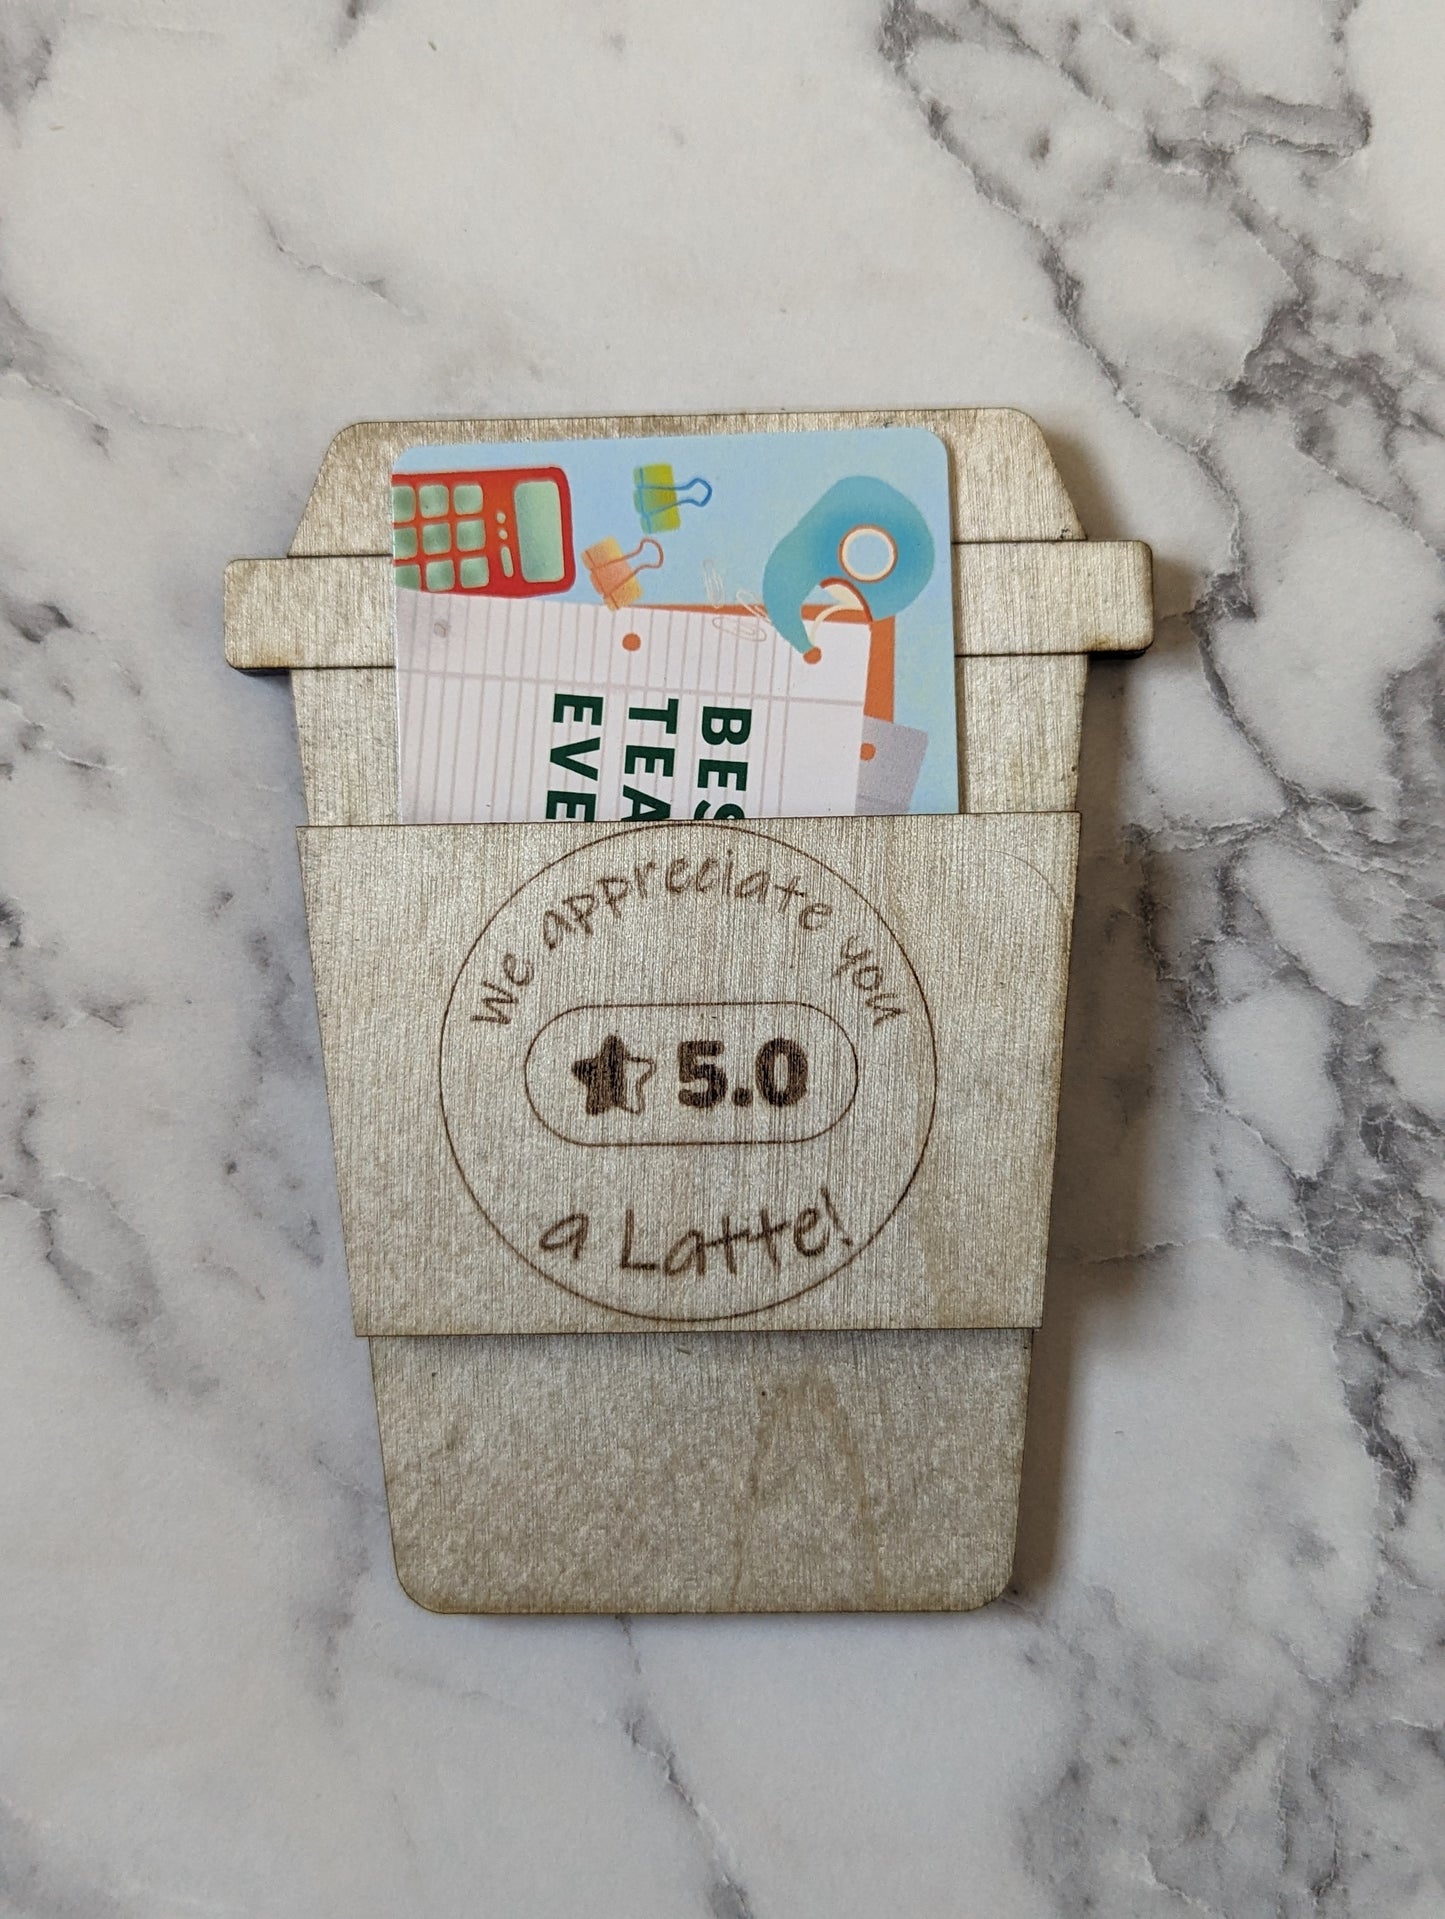 BES
TEA
EVE
We appreciate you
5.0
a Latte!